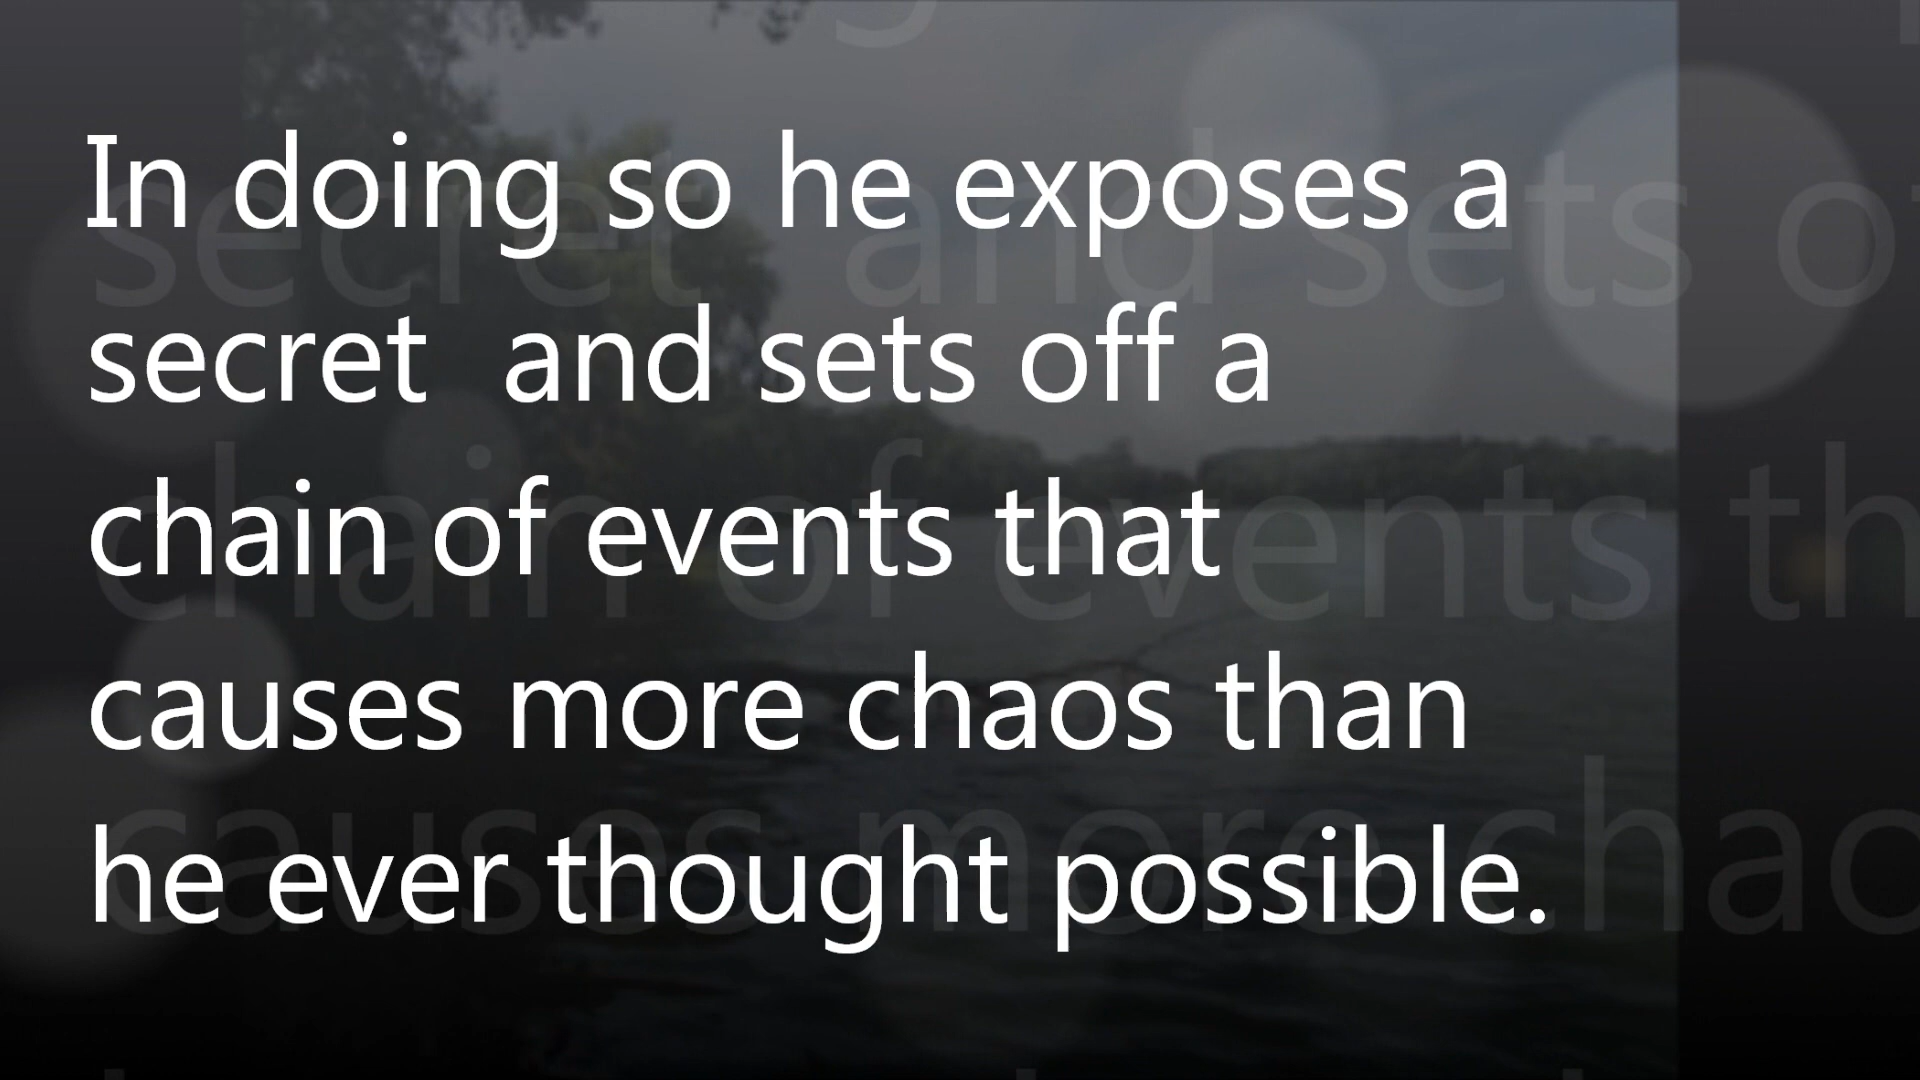 In doing so he exposes a
secret  and sets off a
chain of events that
causes more chaos than
he ever thought possible.